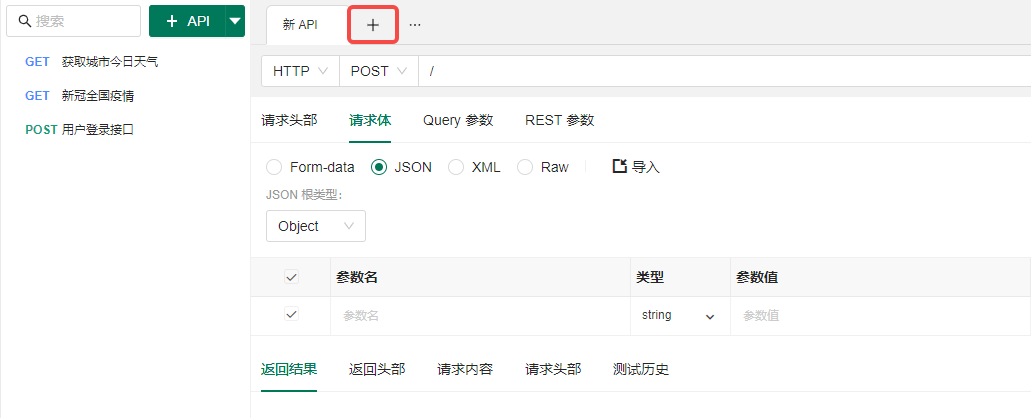 搜索
+ API
GET 获取城市今日天气
GET 新冠全国疫情
POST 用户登录接口
新 API + ...
HTTP POST /
请求头部 请求体 Query 参数 REST 参数
Form-data JSON XML Raw 导入
JSON 根类型:
Object
参数名 类型 参数值
参数名 string 参数值
返回结果 返回头部 请求内容 请求头部 测试历史